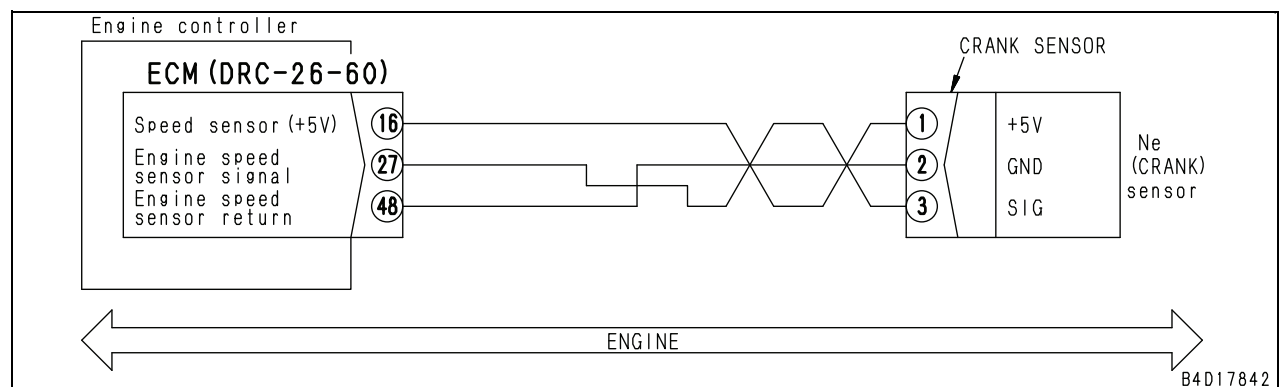 Engine controller
ECM (DRC-26-60)
CRANK SENSOR
Speed sensor (+5V)
16
1
+5V
Engine speed
sensor signal
27
2
GND
Ne
(CRANK)
sensor
Engine speed
sensor return
48
3
SIG
ENGINE
B4D17842